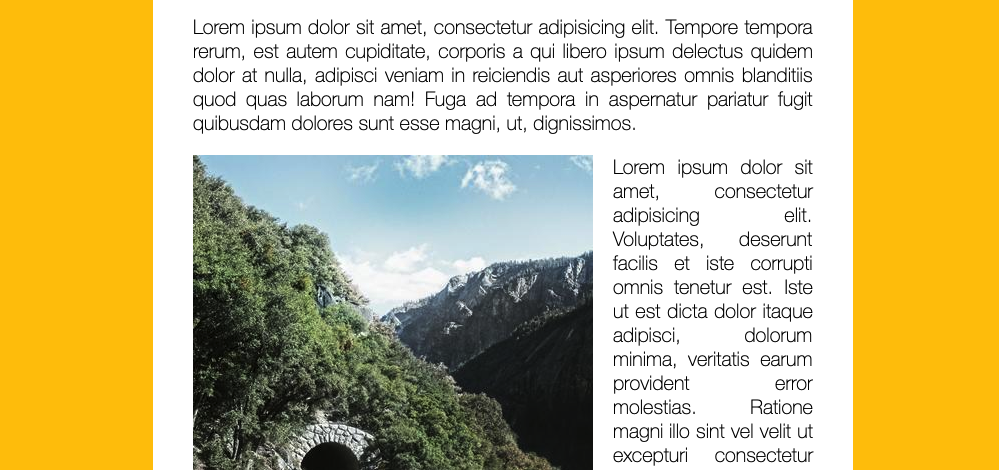 Lorem ipsum dolor sit amet, consectetur adipisicing elit. Tempore tempora
rerum, est autem cupiditate, corporis a qui libero ipsum delectus quidem
dolor at nulla, adipisci veniam in reiciendis aut asperiores omnis blanditiis
quod quas laborum nam! Fuga ad tempora in aspernatur pariatur fugit
quibusdam dolores sunt esse magni, ut, dignissimos.
Lorem ipsum dolor sit
amet, consectetur
adipisicing elit.
Voluptates, deserunt
facilis et iste corrupti
omnis tenetur est. Iste
ut est dicta dolor itaque
adipisci, dolorum
minima, veritatis earum
provident error
molestias. Ratione
magni illo sint vel velit ut
excepturi consectetur